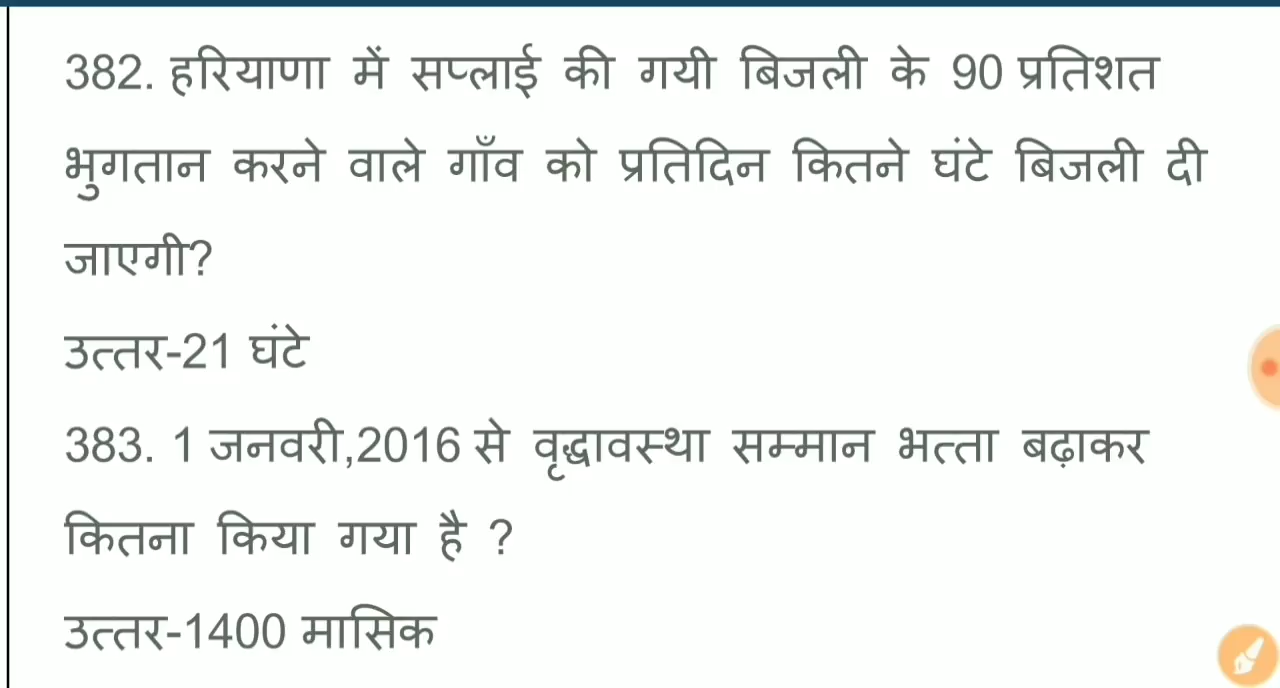 382. हरियाणा में सप्लाई की गयी बिजली के 90 प्रतिशत
भुगतान करने वाले गाँव को प्रतिदिन कितने घंटे बिजली दी
जाएगी?
उत्तर-21 घंटे
383. 1 जनवरी,2016 से वृद्धावस्था सम्मान भत्ता बढ़ाकर
कितना किया गया है ?
उत्तर-1400 मासिक